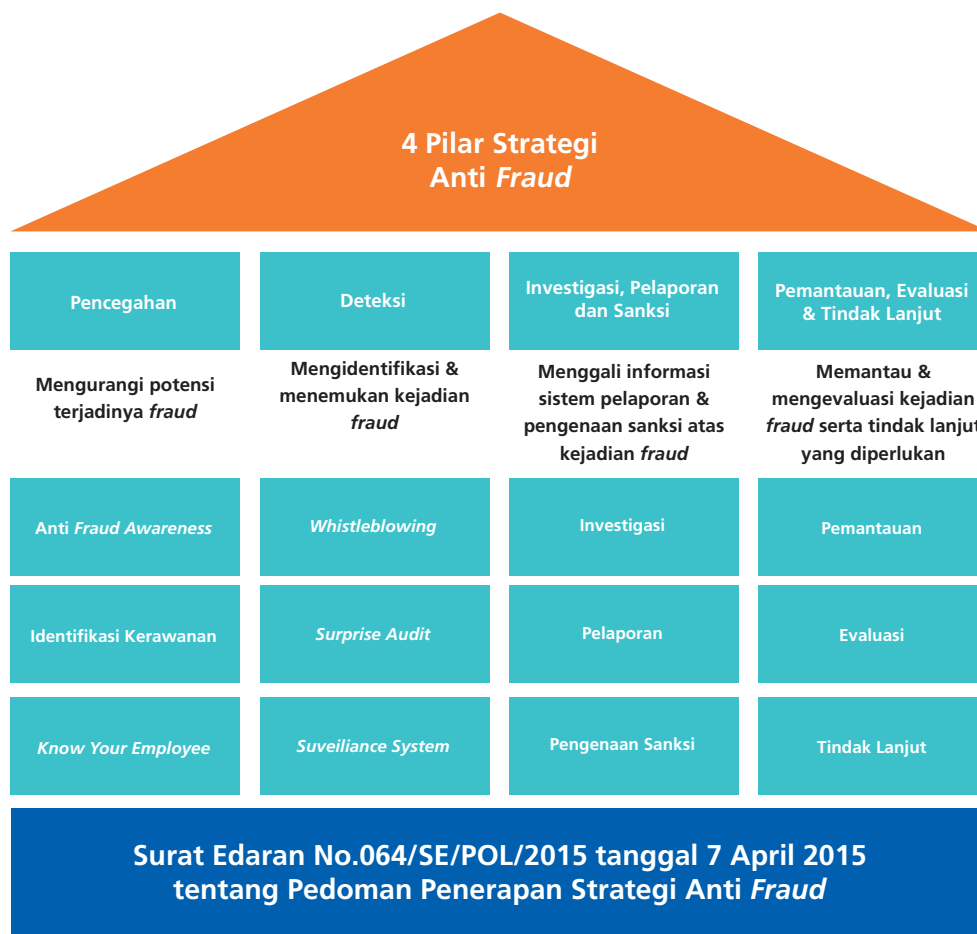 4 Pilar Strategi
Anti Fraud
Pencegahan
Deteksi
Investigasi, Pelaporan
dan Sanksi
Pemantauan, Evaluasi
& Tindak Lanjut
Mengurangi potensi
terjadinya fraud
Mengidentifikasi &
menemukan kejadian
fraud
Menggali informasi
sistem pelaporan &
pengenaan sanksi atas
kejadian fraud
Memantau &
mengevaluasi kejadian
fraud serta tindak lanjut
yang diperlukan
Anti Fraud Awareness
Whistleblowing
Investigasi
Pemantauan
Identifikasi Kerawanan
Surprise Audit
Pelaporan
Evaluasi
Know Your Employee
Suveiliance System
Pengenaan Sanksi
Tindak Lanjut
Surat Edaran No.064/SE/POL/2015 tanggal 7 April 2015
tentang Pedoman Penerapan Strategi Anti Fraud